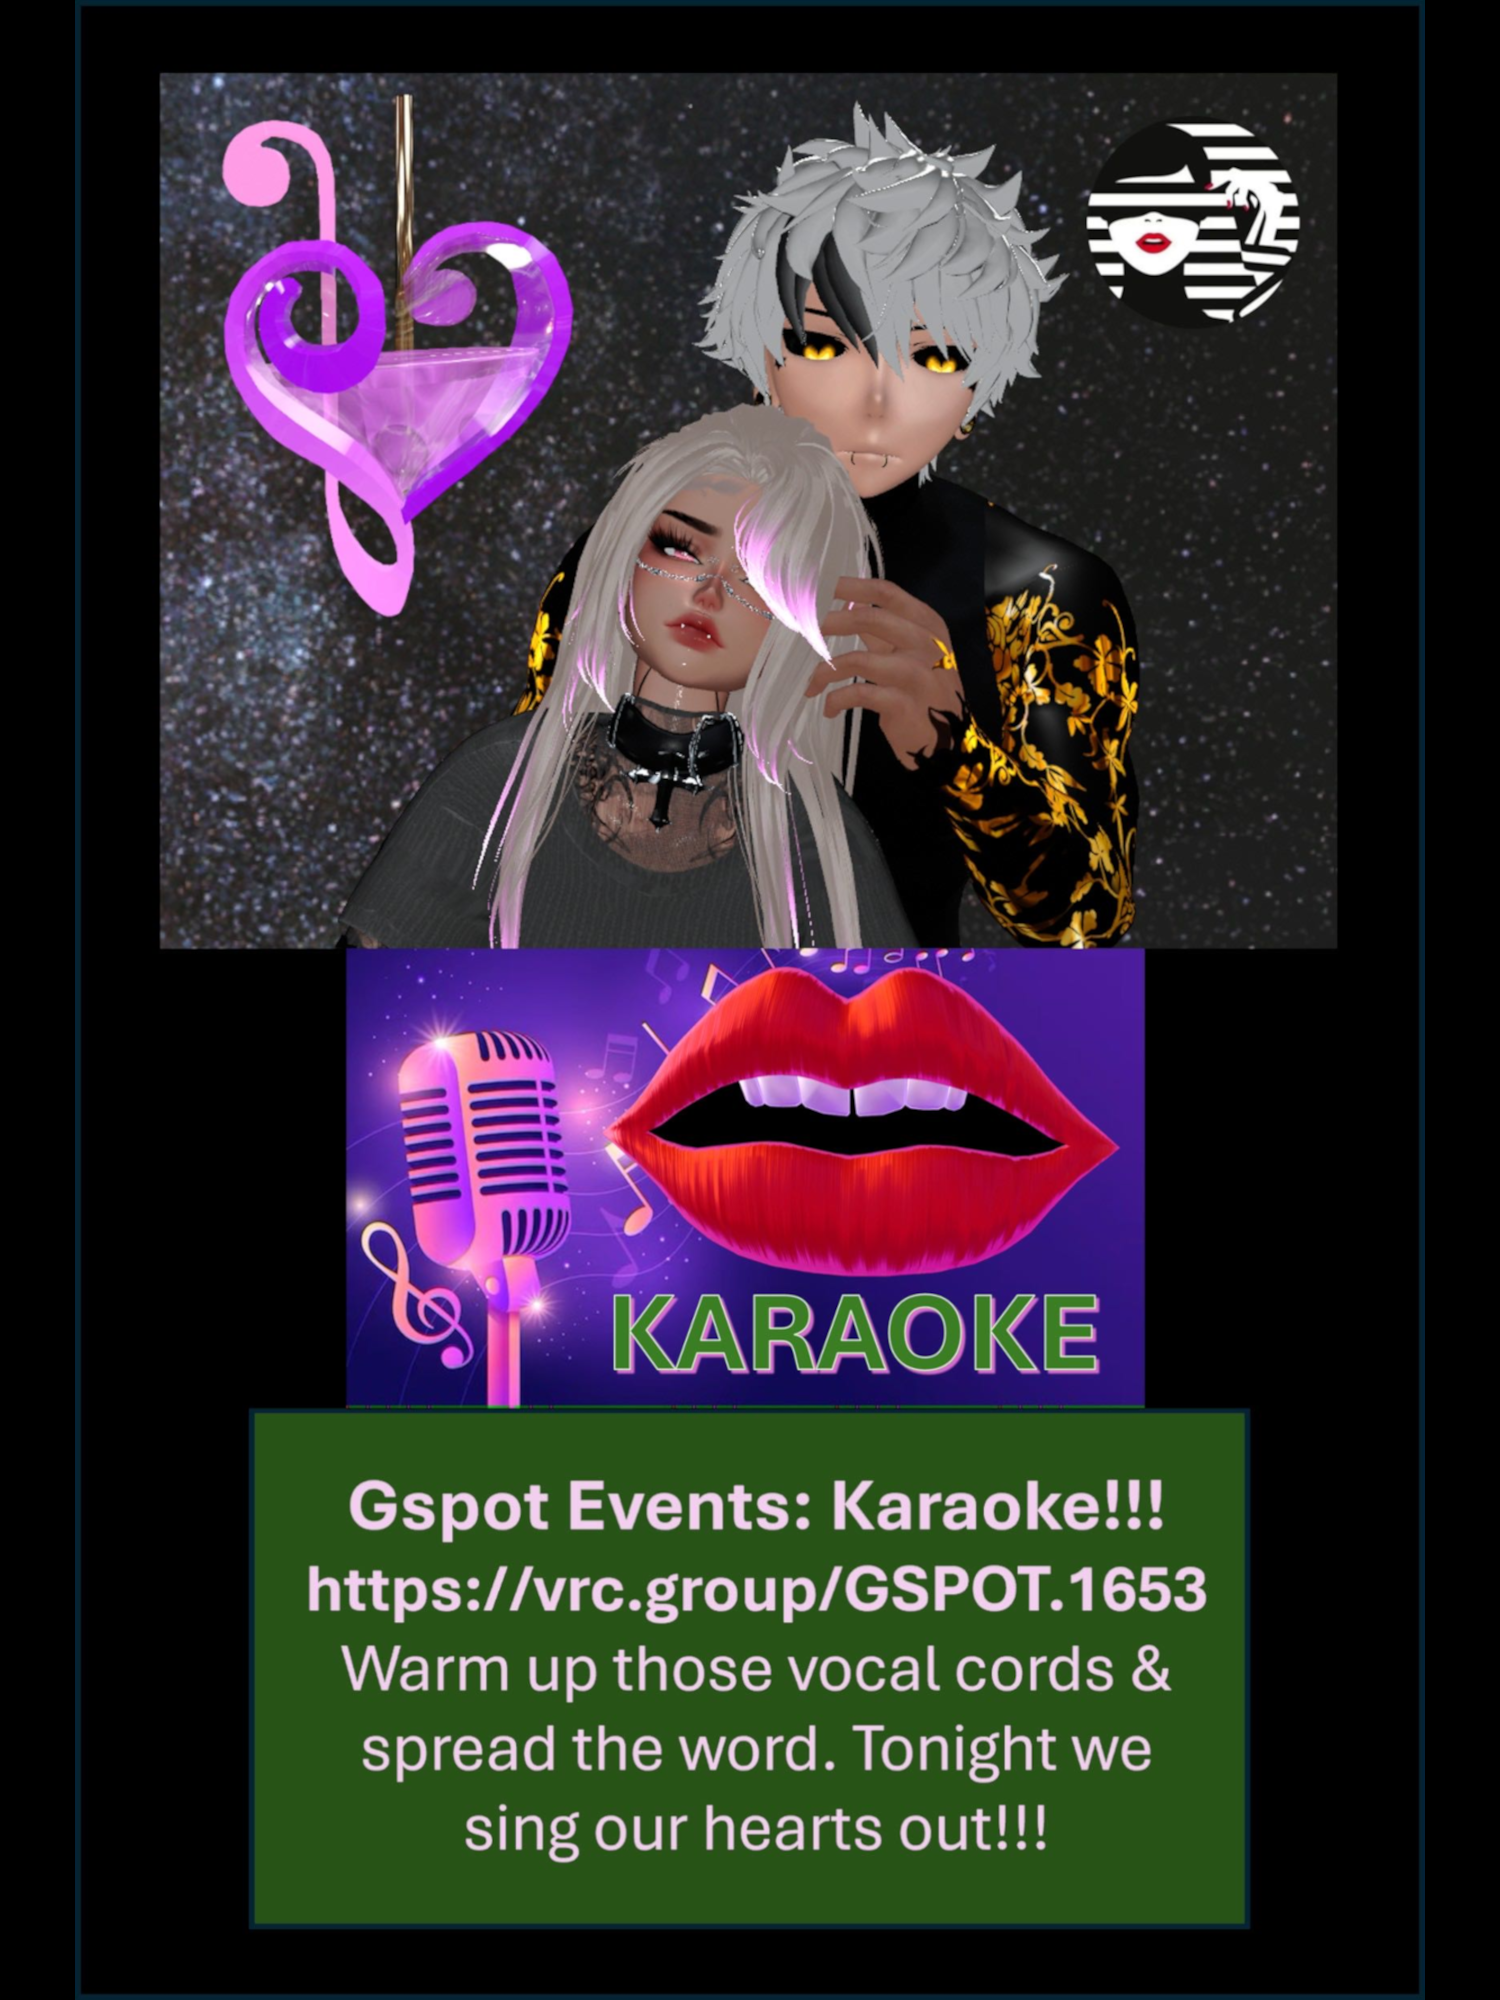 KARAOKE
Gspot Events: Karaoke!!!
https://vrc.group/GSPOT.1653
Warm up those vocal cords &
spread the word. Tonight we
sing our hearts out!!!